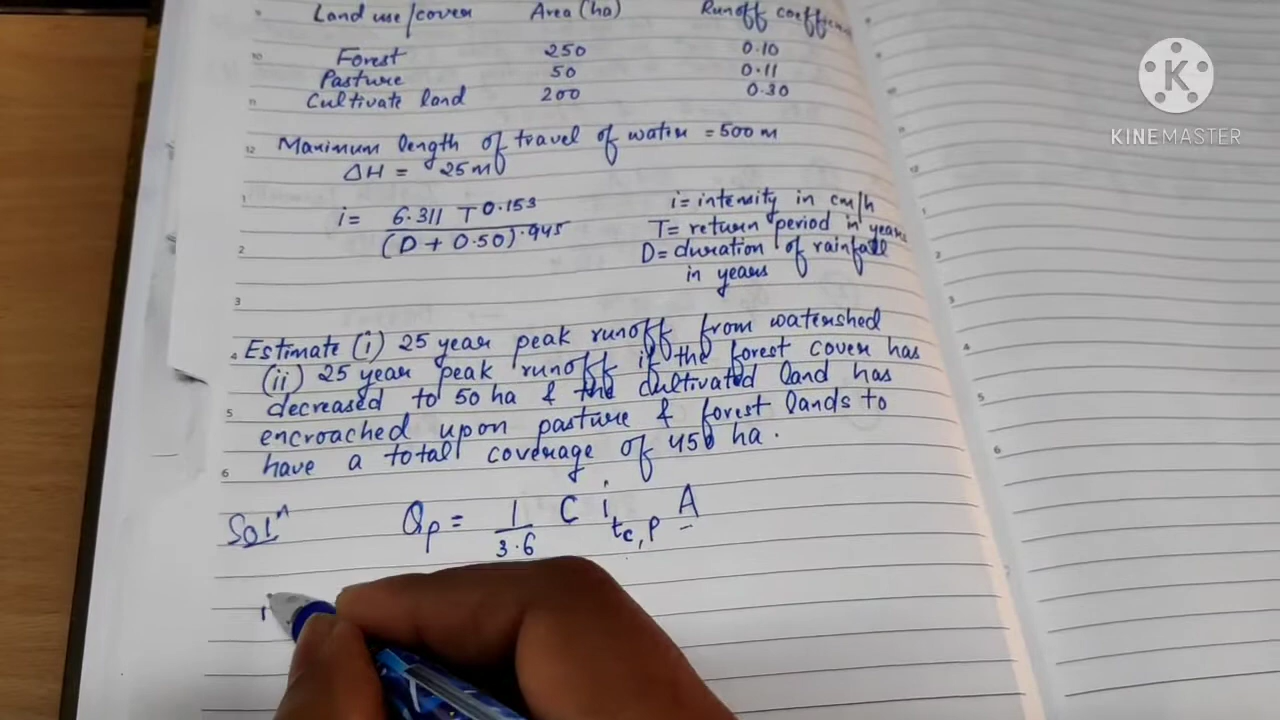 Land use/cover Area (ha) Runoff coefficient
Forest 250 0.10
Pasture 50 0.11
Cultivate land 200 0.30
Maximum length of travel of water = 500 m
ΔH = 25 m
i = 6.311 T^0.153 / (D + 0.50)^.945
i = intensity in cm/h
T = return period in years
D = duration of rainfall
in years
Estimate (i) 25 year peak runoff from watershed
(ii) 25 year peak runoff if the forest cover has
decreased to 50 ha & the cultivated land has
encroached upon pasture & forest lands to
have a total coverage of 450 ha.
Solⁿ Qp = 1/3.6 C i tc,p A
K
KINEMASTER